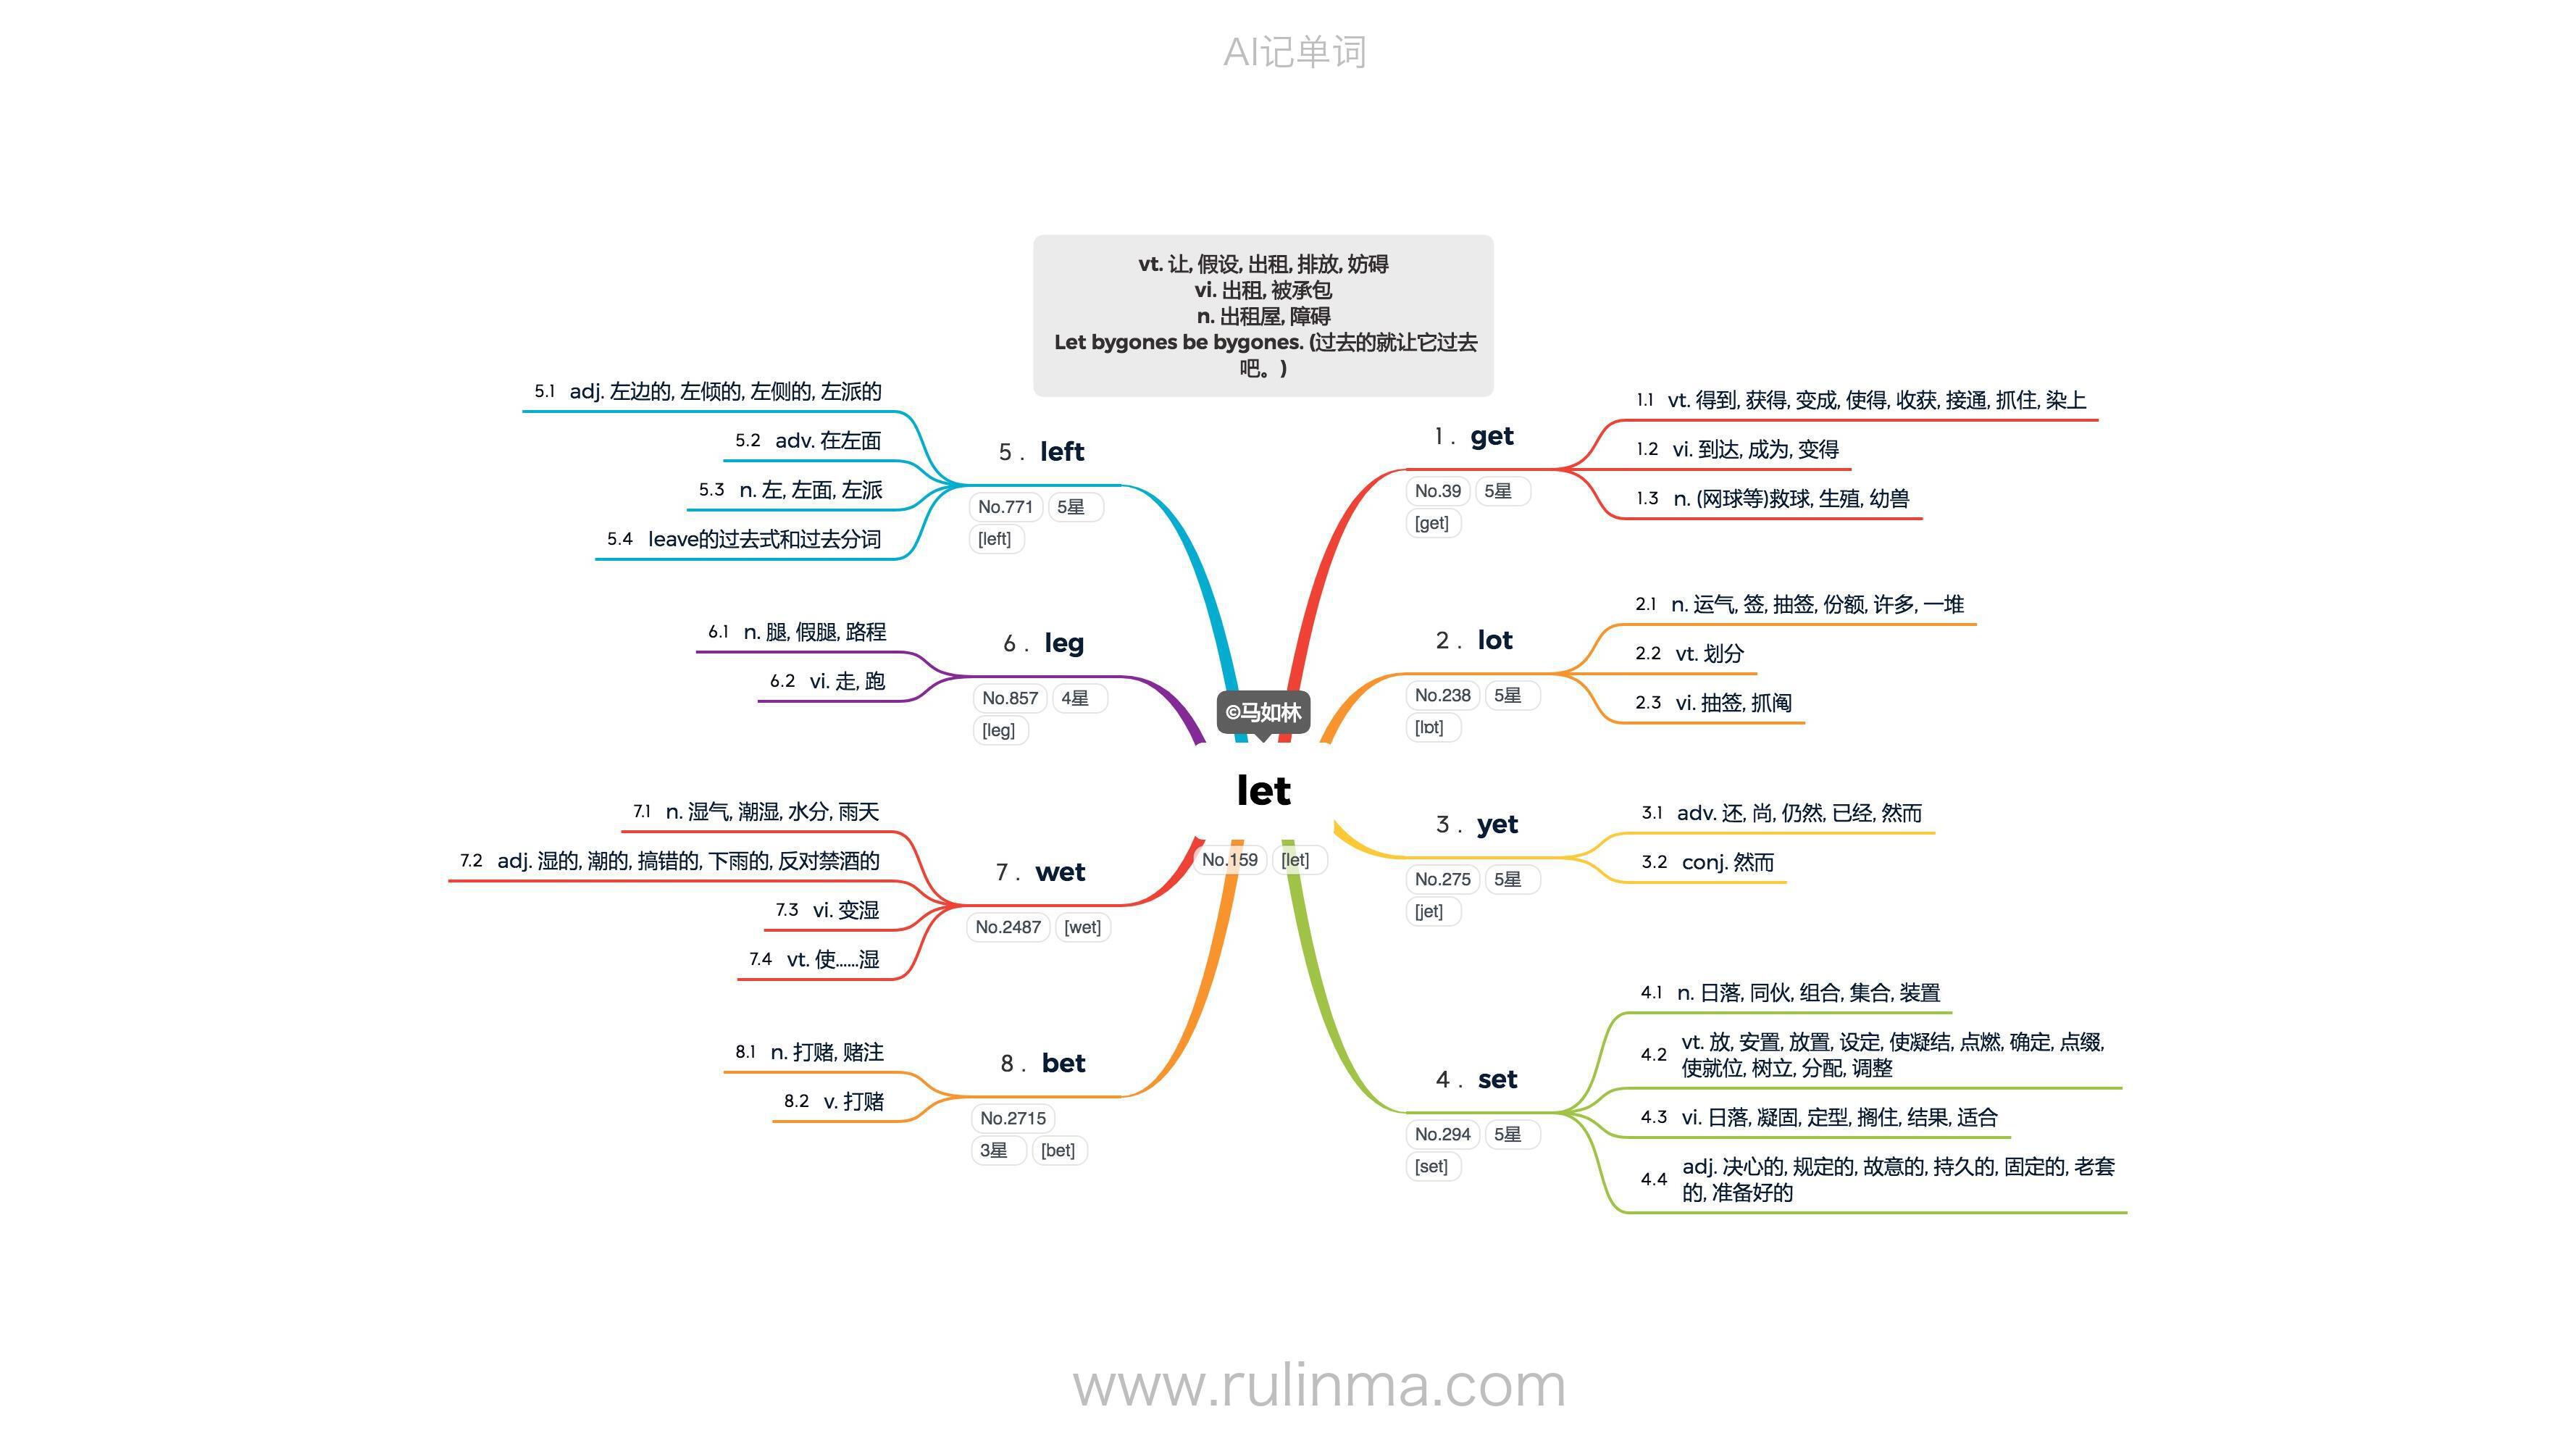 AI记单词
vt. 让, 假设, 出租, 排放, 妨碍
vi. 出租, 被承包
n. 出租屋, 障碍
Let bygones be bygones. (过去的就让它过去
吧。)
©马如林
let
No.159 [let]
1 . get
No.39 5星
[get]
1.1 vt. 得到, 获得, 变成, 使得, 收获, 接通, 抓住, 染上
1.2 vi. 到达, 成为, 变得
1.3 n. (网球等)救球, 生殖, 幼兽
2 . lot
No.238 5星
[lɒt]
2.1 n. 运气, 签, 抽签, 份额, 许多, 一堆
2.2 vt. 划分
2.3 vi. 抽签, 抓阄
3 . yet
No.275 5星
[jet]
3.1 adv. 还, 尚, 仍然, 已经, 然而
3.2 conj. 然而
4 . set
No.294 5星
[set]
4.1 n. 日落, 同伙, 组合, 集合, 装置
4.2 vt. 放, 安置, 放置, 设定, 使凝结, 点燃, 确定, 点缀,
使就位, 树立, 分配, 调整
4.3 vi. 日落, 凝固, 定型, 搁住, 结果, 适合
4.4 adj. 决心的, 规定的, 故意的, 持久的, 固定的, 老套
的, 准备好的
5 . left
No.771 5星
[left]
5.1 adj. 左边的, 左倾的, 左侧的, 左派的
5.2 adv. 在左面
5.3 n. 左, 左面, 左派
5.4 leave的过去式和过去分词
6 . leg
No.857 4星
[leg]
6.1 n. 腿, 假腿, 路程
6.2 vi. 走, 跑
7 . wet
No.2487 [wet]
7.1 n. 湿气, 潮湿, 水分, 雨天
7.2 adj. 湿的, 潮的, 搞错的, 下雨的, 反对禁酒的
7.3 vi. 变湿
7.4 vt. 使......湿
8 . bet
No.2715
3星 [bet]
8.1 n. 打赌, 赌注
8.2 v. 打赌
www.rulinma.com